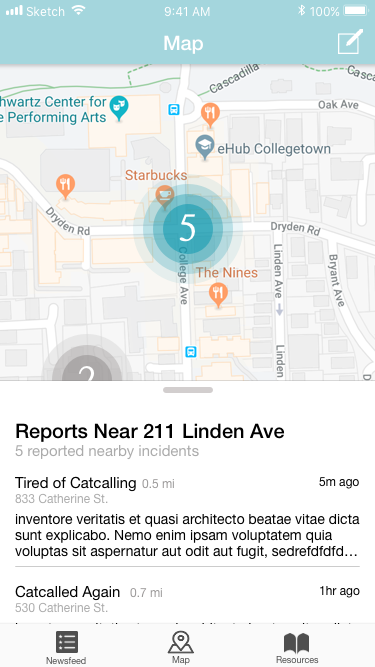 Sketch 9:41 AM 100%
Map
Cascadilla
Casca
Oak Ave
hwartz Center for
e Performing Arts
eHub Collegetown
Starbucks
Dryden Rd
5
Dryden Rd
College Ave
The Nines
Linden Ave
Bryant Ave
Linden
2
Reports Near 211 Linden Ave
5 reported nearby incidents
Tired of Catcalling 0.5 mi 5m ago
833 Catherine St.
inventore veritatis et quasi architecto beatae vitae dicta
sunt explicabo. Nemo enim ipsam voluptatem quia
voluptas sit aspernatur aut odit aut fugit, sedrefdfdfd…
Catcalled Again 0.7 mi 1hr ago
530 Catherine St.
Newsfeed Map Resources